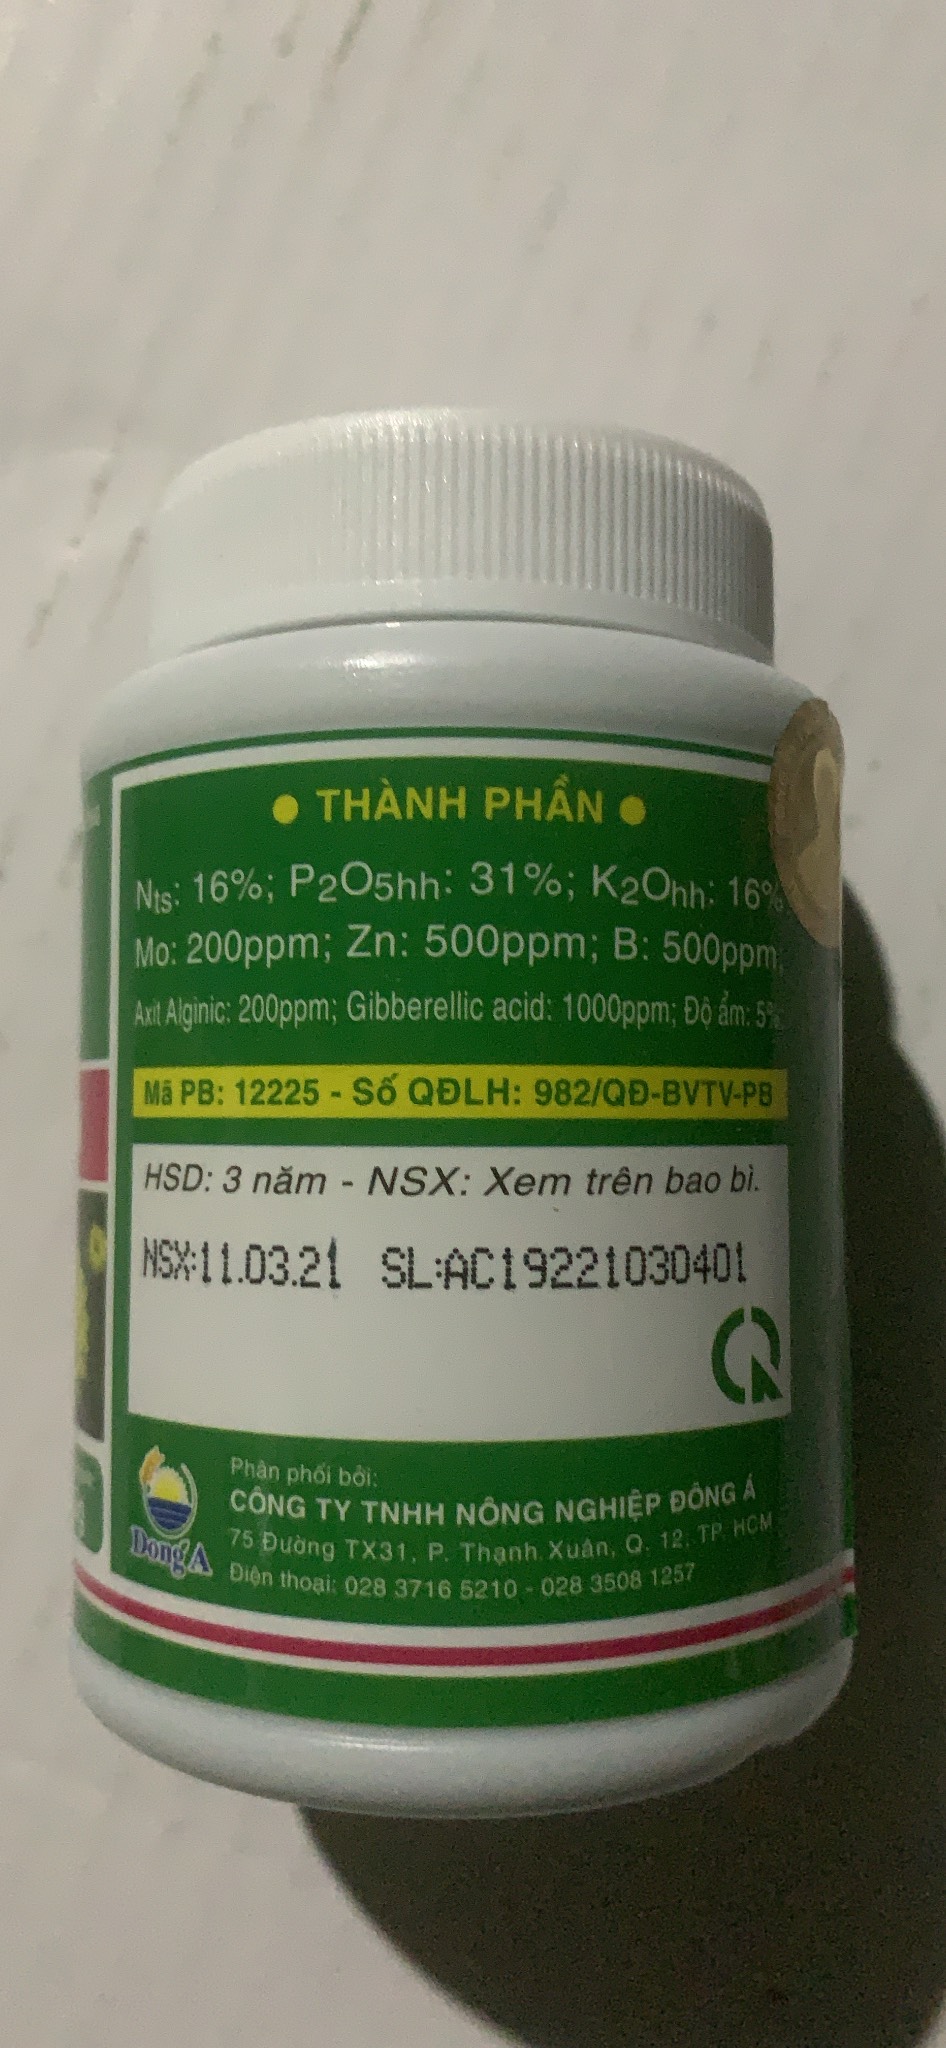 THÀNH PHẦN
Nts: 16%; P2O5hh: 31%; K2Ohh: 16%
Mo: 200ppm; Zn: 500ppm; B: 500ppm;
Axit Alginic: 200ppm; Gibberellic acid: 1000ppm; Độ ẩm: 5%
Mã PB: 12225 - Số QĐLH: 982/QĐ-BVTV-PB
HSD: 3 năm - NSX: Xem trên bao bì.
NSX:11.03.21 SL:AC19221030401
Phân phối bởi:
CÔNG TY TNHH NÔNG NGHIỆP ĐÔNG Á
75 Đường TX31, P. Thạnh Xuân, Q. 12, TP. HCM
Điện thoại: 028 3716 5210 - 028 3508 1257
Dong A